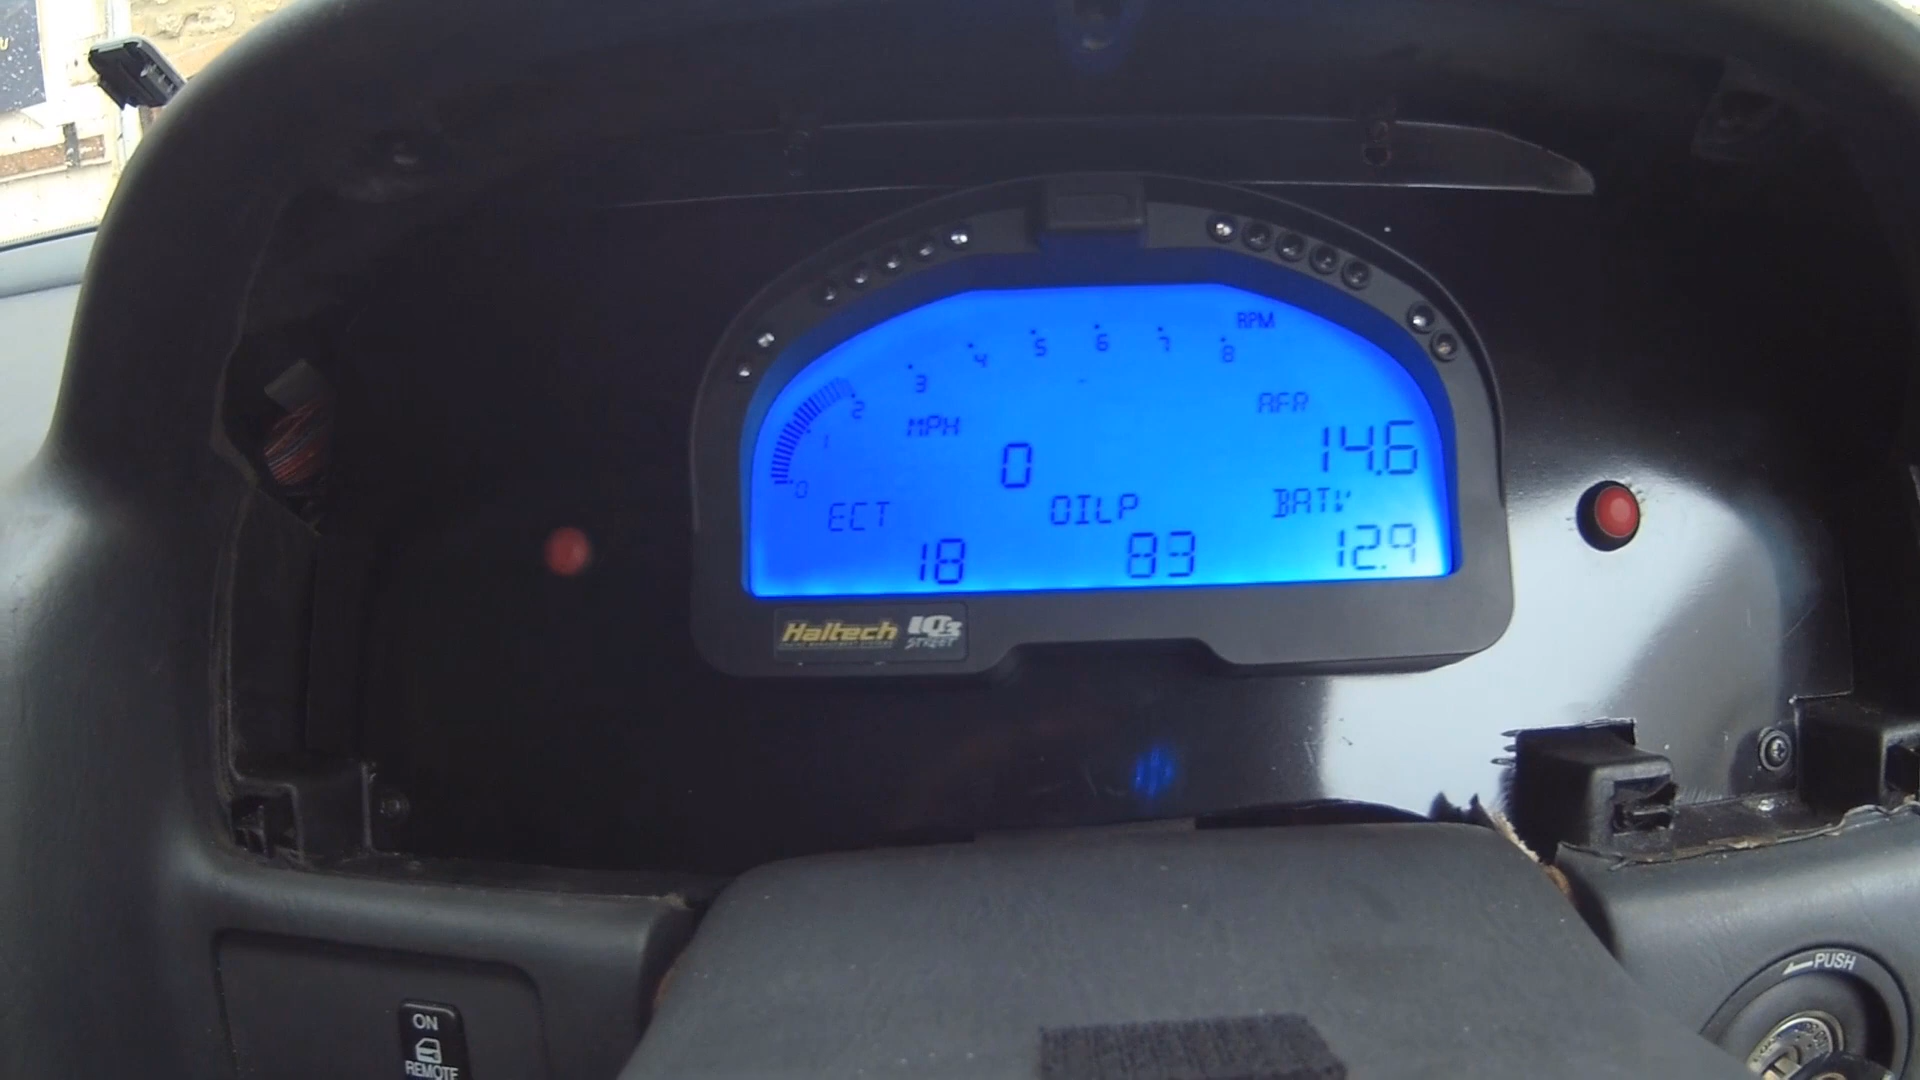 RPM
0 1 2 3 4 5 6 7 8
MPH
0
AFR
14.6
ECT
18
OILP
83
BATV
12.9
Haltech IQ3
STREET
PUSH
ON
REMOTE